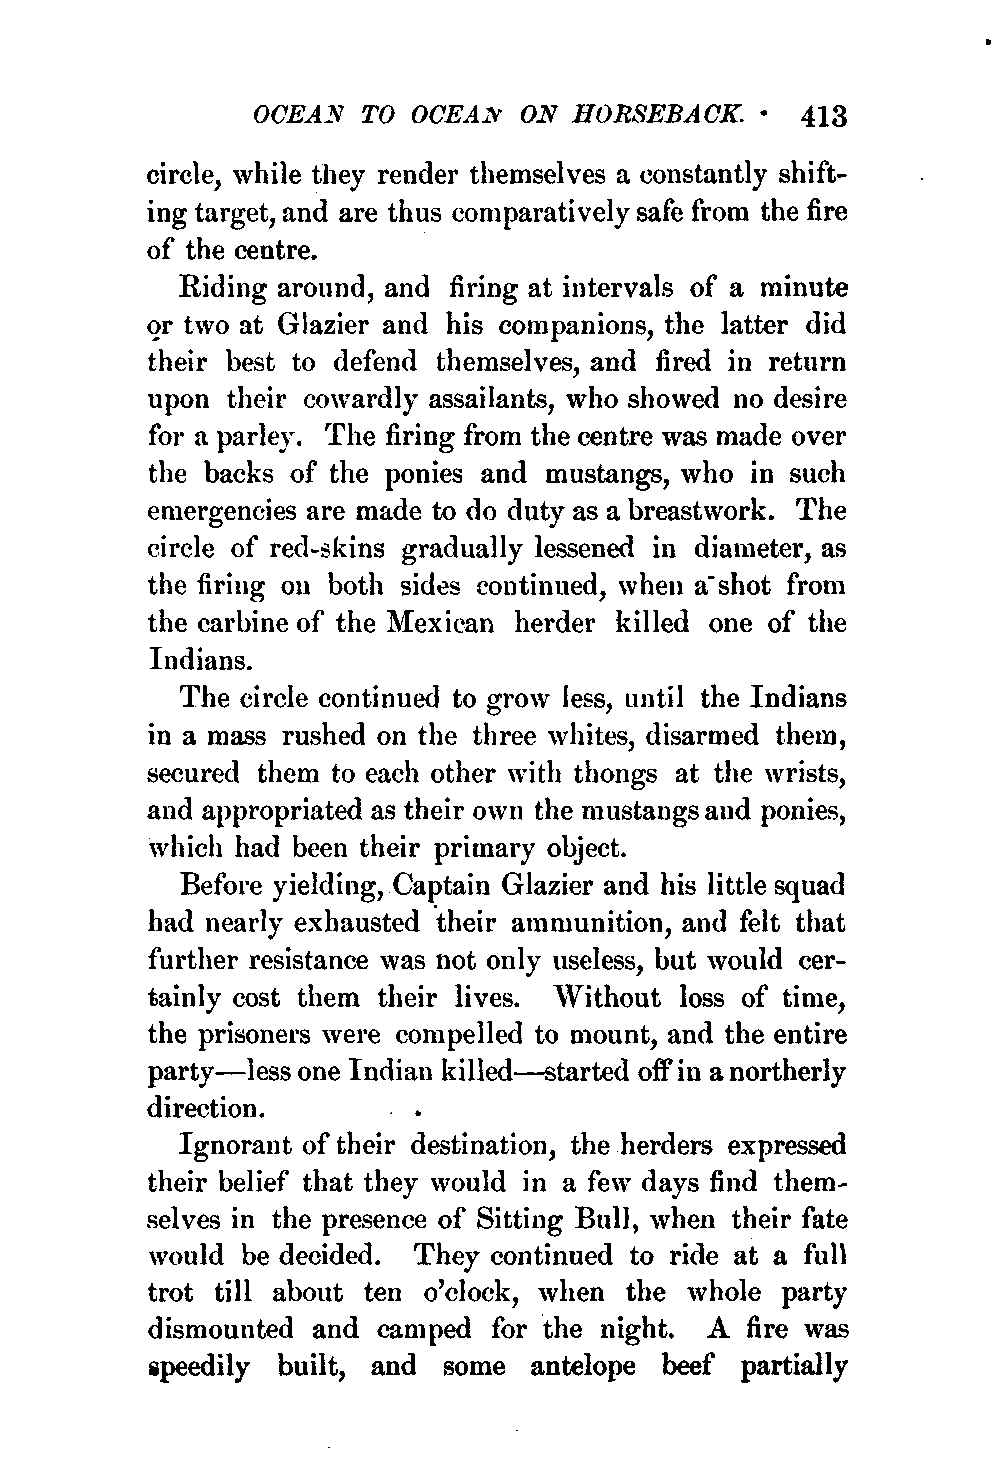 OCEAN TO OCEAN ON HORSEBACK. · 413
circle, while they render themselves a constantly shift-
ing target, and are thus comparatively safe from the fire
of the centre.
Riding around, and firing at intervals of a minute
or two at Glazier and his companions, the latter did
their best to defend themselves, and fired in return
upon their cowardly assailants, who showed no desire
for a parley. The firing from the centre was made over
the backs of the ponies and mustangs, who in such
emergencies are made to do duty as a breastwork. The
circle of red-skins gradually lessened in diameter, as
the firing on both sides continued, when a shot from
the carbine of the Mexican herder killed one of the
Indians.
The circle continued to grow less, until the Indians
in a mass rushed on the three whites, disarmed them,
secured them to each other with thongs at the wrists,
and appropriated as their own the mustangs and ponies,
which had been their primary object.
Before yielding, Captain Glazier and his little squad
had nearly exhausted their ammunition, and felt that
further resistance was not only useless, but would cer-
tainly cost them their lives. Without loss of time,
the prisoners were compelled to mount, and the entire
party—less one Indian killed—started off in a northerly
direction.
Ignorant of their destination, the herders expressed
their belief that they would in a few days find them-
selves in the presence of Sitting Bull, when their fate
would be decided. They continued to ride at a full
trot till about ten o'clock, when the whole party
dismounted and camped for the night. A fire was
speedily built, and some antelope beef partially